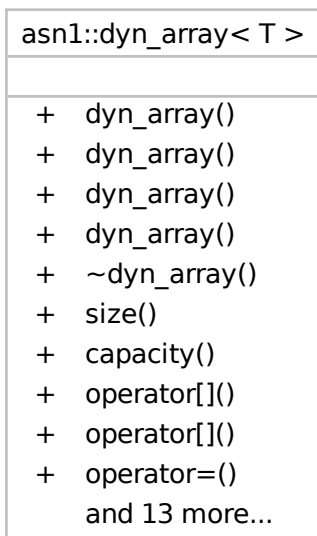 asn1::dyn_array< T >
+ dyn_array()
+ dyn_array()
+ dyn_array()
+ dyn_array()
+ ~dyn_array()
+ size()
+ capacity()
+ operator[]()
+ operator[]()
+ operator=()
and 13 more...